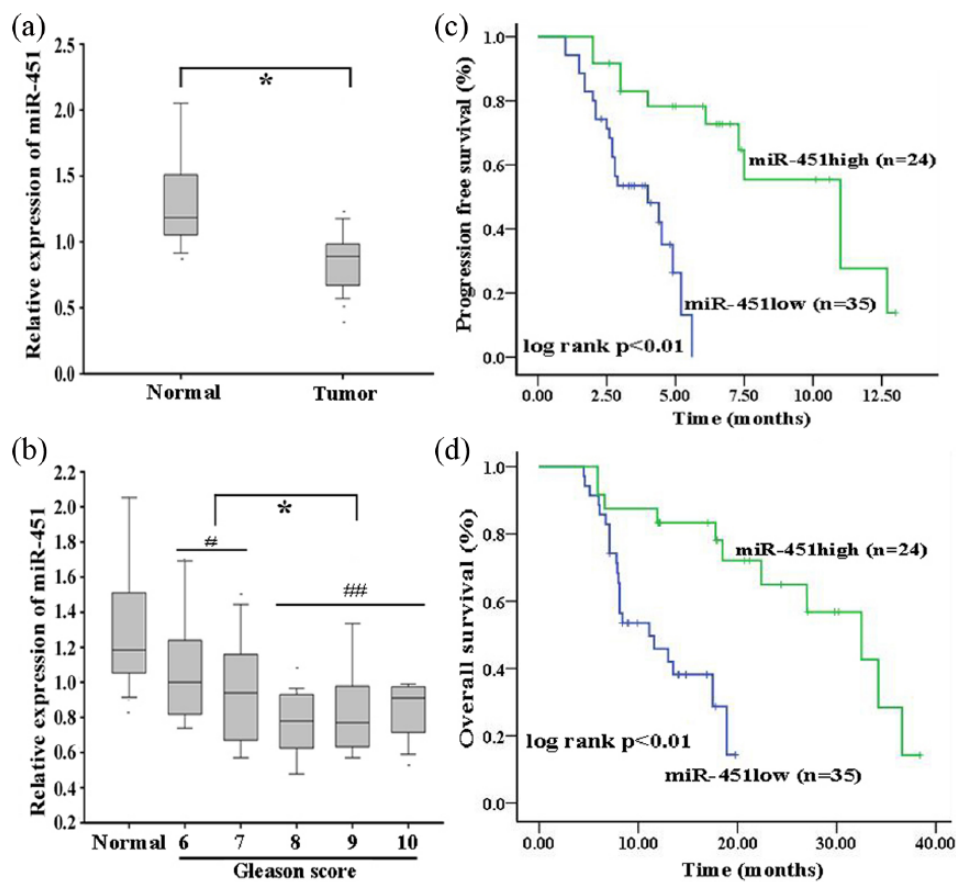 (a)
Relative expression of miR-451
2.5
2.0
1.5
1.0
0.5
0.0
*
Normal Tumor
(b)
Relative expression of miR-451
2.2
2.0
1.8
1.6
1.4
1.2
1.0
0.8
0.6
0.4
0.2
*
#
##
Normal 6 7 8 9 10
Gleason score
(c)
Progression free survival (%)
1.0
0.8
0.6
0.4
0.2
0.0
miR-451high (n=24)
miR-451low (n=35)
log rank p<0.01
0.00 2.50 5.00 7.50 10.00 12.50
Time (months)
(d)
Overall survival (%)
1.0
0.8
0.6
0.4
0.2
0.0
miR-451high (n=24)
log rank p<0.01
miR-451low (n=35)
0.00 10.00 20.00 30.00 40.00
Time (months)